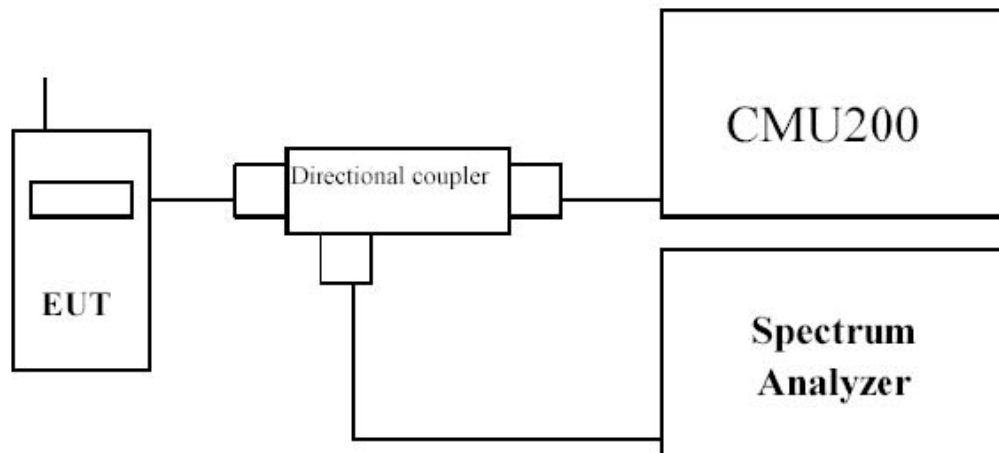 CMU200
Directional coupler
EUT
Spectrum
Analyzer